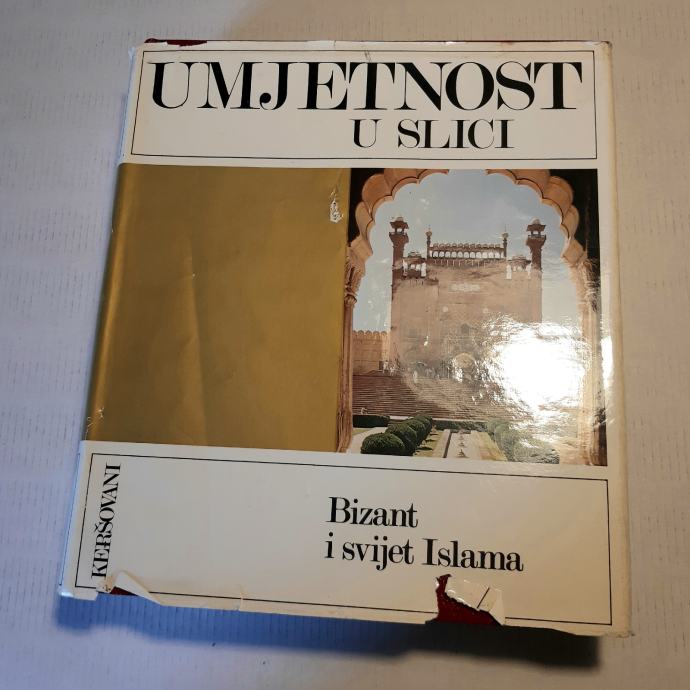 UMJETNOST
U SLICI
KERŠOVANI
Bizant
i svijet Islama